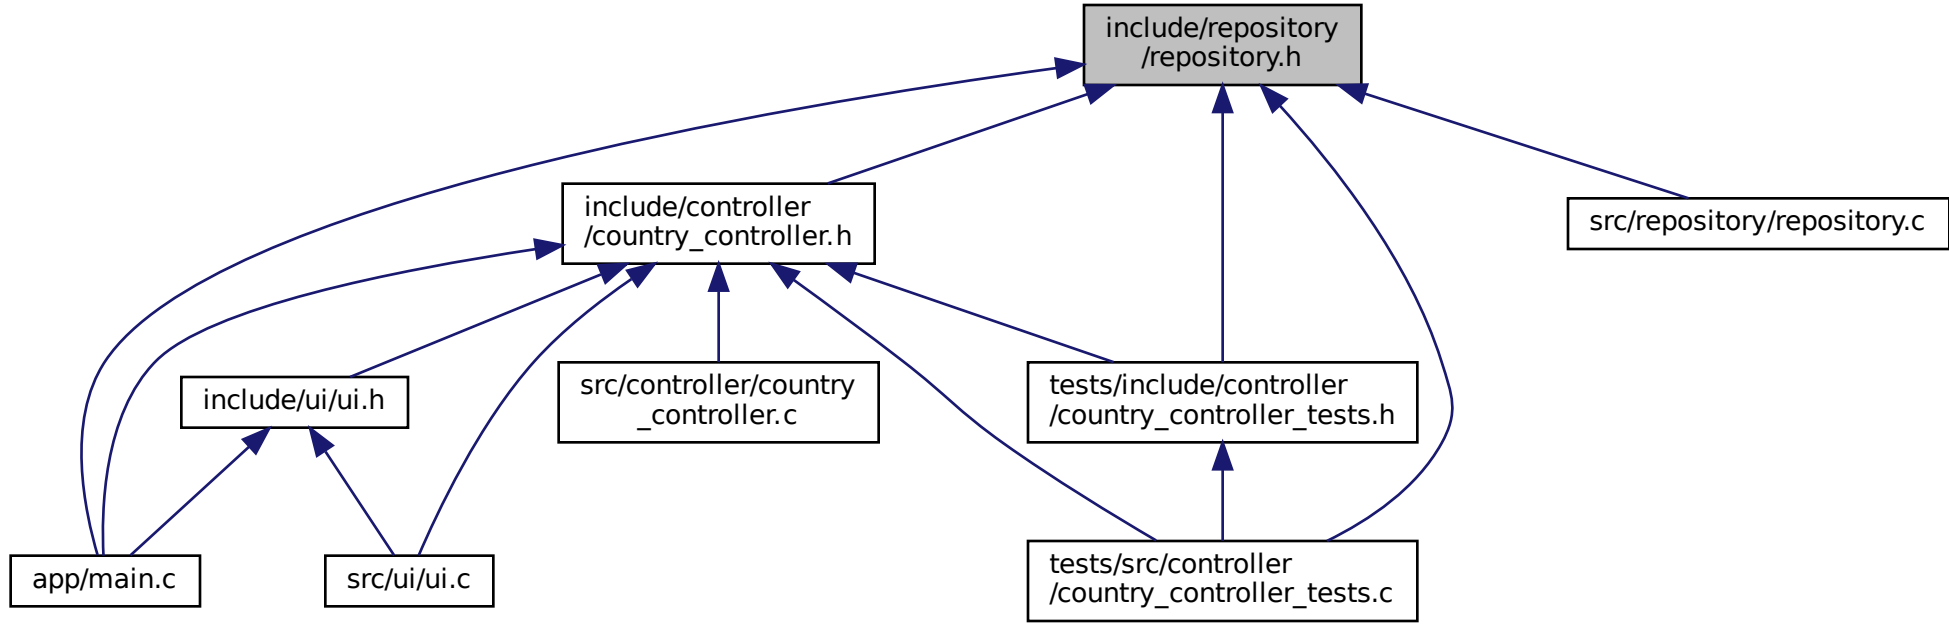 include/repository
/repository.h
include/controller
/country_controller.h
src/repository/repository.c
include/ui/ui.h
src/controller/country
_controller.c
tests/include/controller
/country_controller_tests.h
app/main.c
src/ui/ui.c
tests/src/controller
/country_controller_tests.c